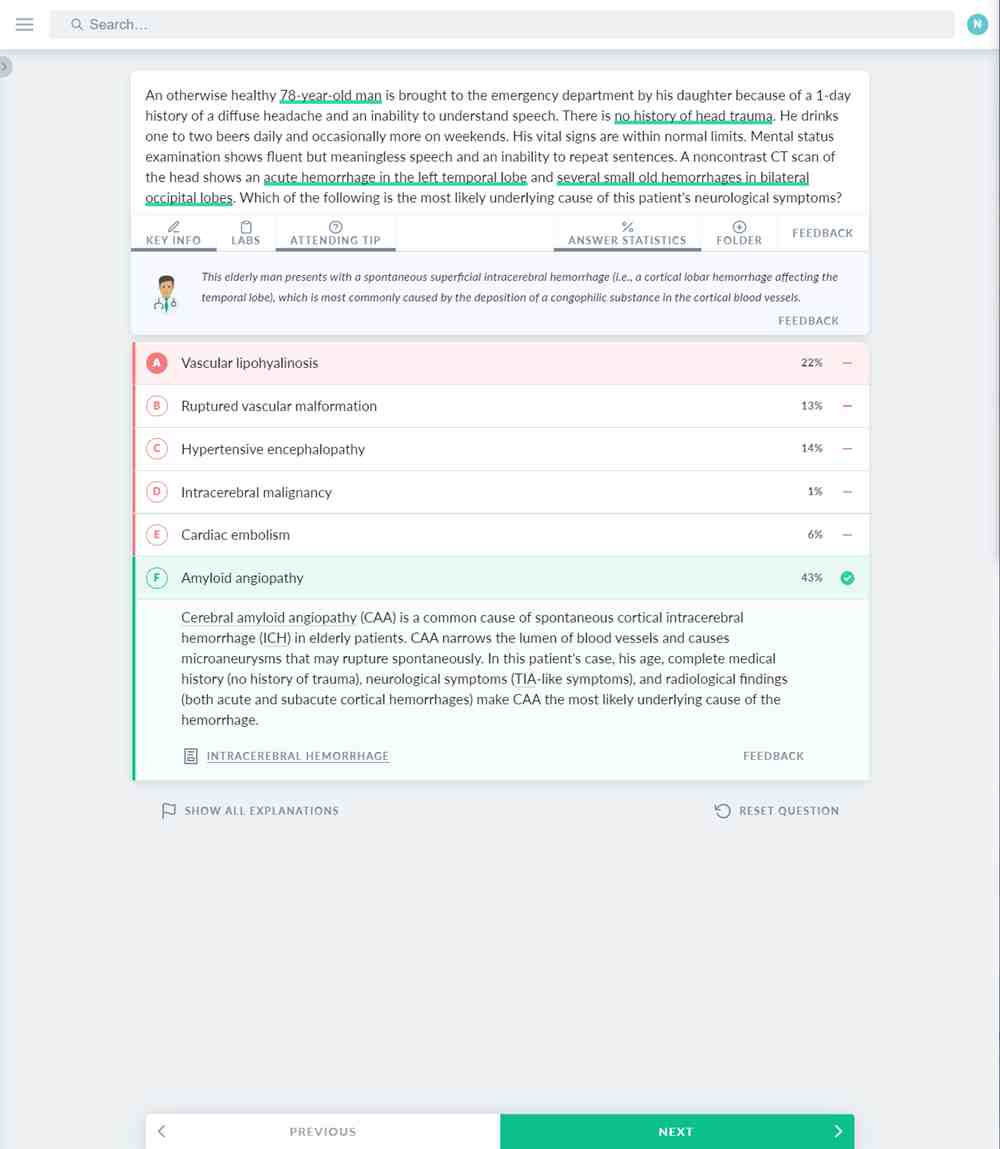 Search...
N
An otherwise healthy 78-year-old man is brought to the emergency department by his daughter because of a 1-day
history of a diffuse headache and an inability to understand speech. There is no history of head trauma. He drinks
one to two beers daily and occasionally more on weekends. His vital signs are within normal limits. Mental status
examination shows fluent but meaningless speech and an inability to repeat sentences. A noncontrast CT scan of
the head shows an acute hemorrhage in the left temporal lobe and several small old hemorrhages in bilateral
occipital lobes. Which of the following is the most likely underlying cause of this patient's neurological symptoms?
KEY INFO LABS ATTENDING TIP % ANSWER STATISTICS FOLDER FEEDBACK
This elderly man presents with a spontaneous superficial intracerebral hemorrhage (i.e., a cortical lobar hemorrhage affecting the
temporal lobe), which is most commonly caused by the deposition of a congophilic substance in the cortical blood vessels.
FEEDBACK
A Vascular lipohyalinosis 22% –
B Ruptured vascular malformation 13% –
C Hypertensive encephalopathy 14% –
D Intracerebral malignancy 1% –
E Cardiac embolism 6% –
F Amyloid angiopathy 43%
Cerebral amyloid angiopathy (CAA) is a common cause of spontaneous cortical intracerebral
hemorrhage (ICH) in elderly patients. CAA narrows the lumen of blood vessels and causes
microaneurysms that may rupture spontaneously. In this patient's case, his age, complete medical
history (no history of trauma), neurological symptoms (TIA-like symptoms), and radiological findings
(both acute and subacute cortical hemorrhages) make CAA the most likely underlying cause of the
hemorrhage.
INTRACEREBRAL HEMORRHAGE FEEDBACK
SHOW ALL EXPLANATIONS RESET QUESTION
PREVIOUS NEXT